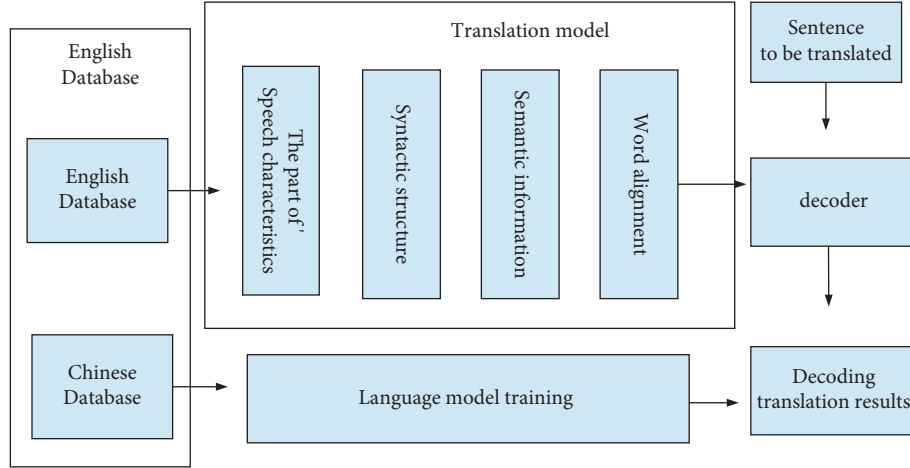 English
Database
English
Database
Chinese
Database
Translation model
The part of'
Speech characteristics
Syntactic structure
Semantic information
Word alignment
Language model training
Sentence
to be translated
decoder
Decoding
translation results